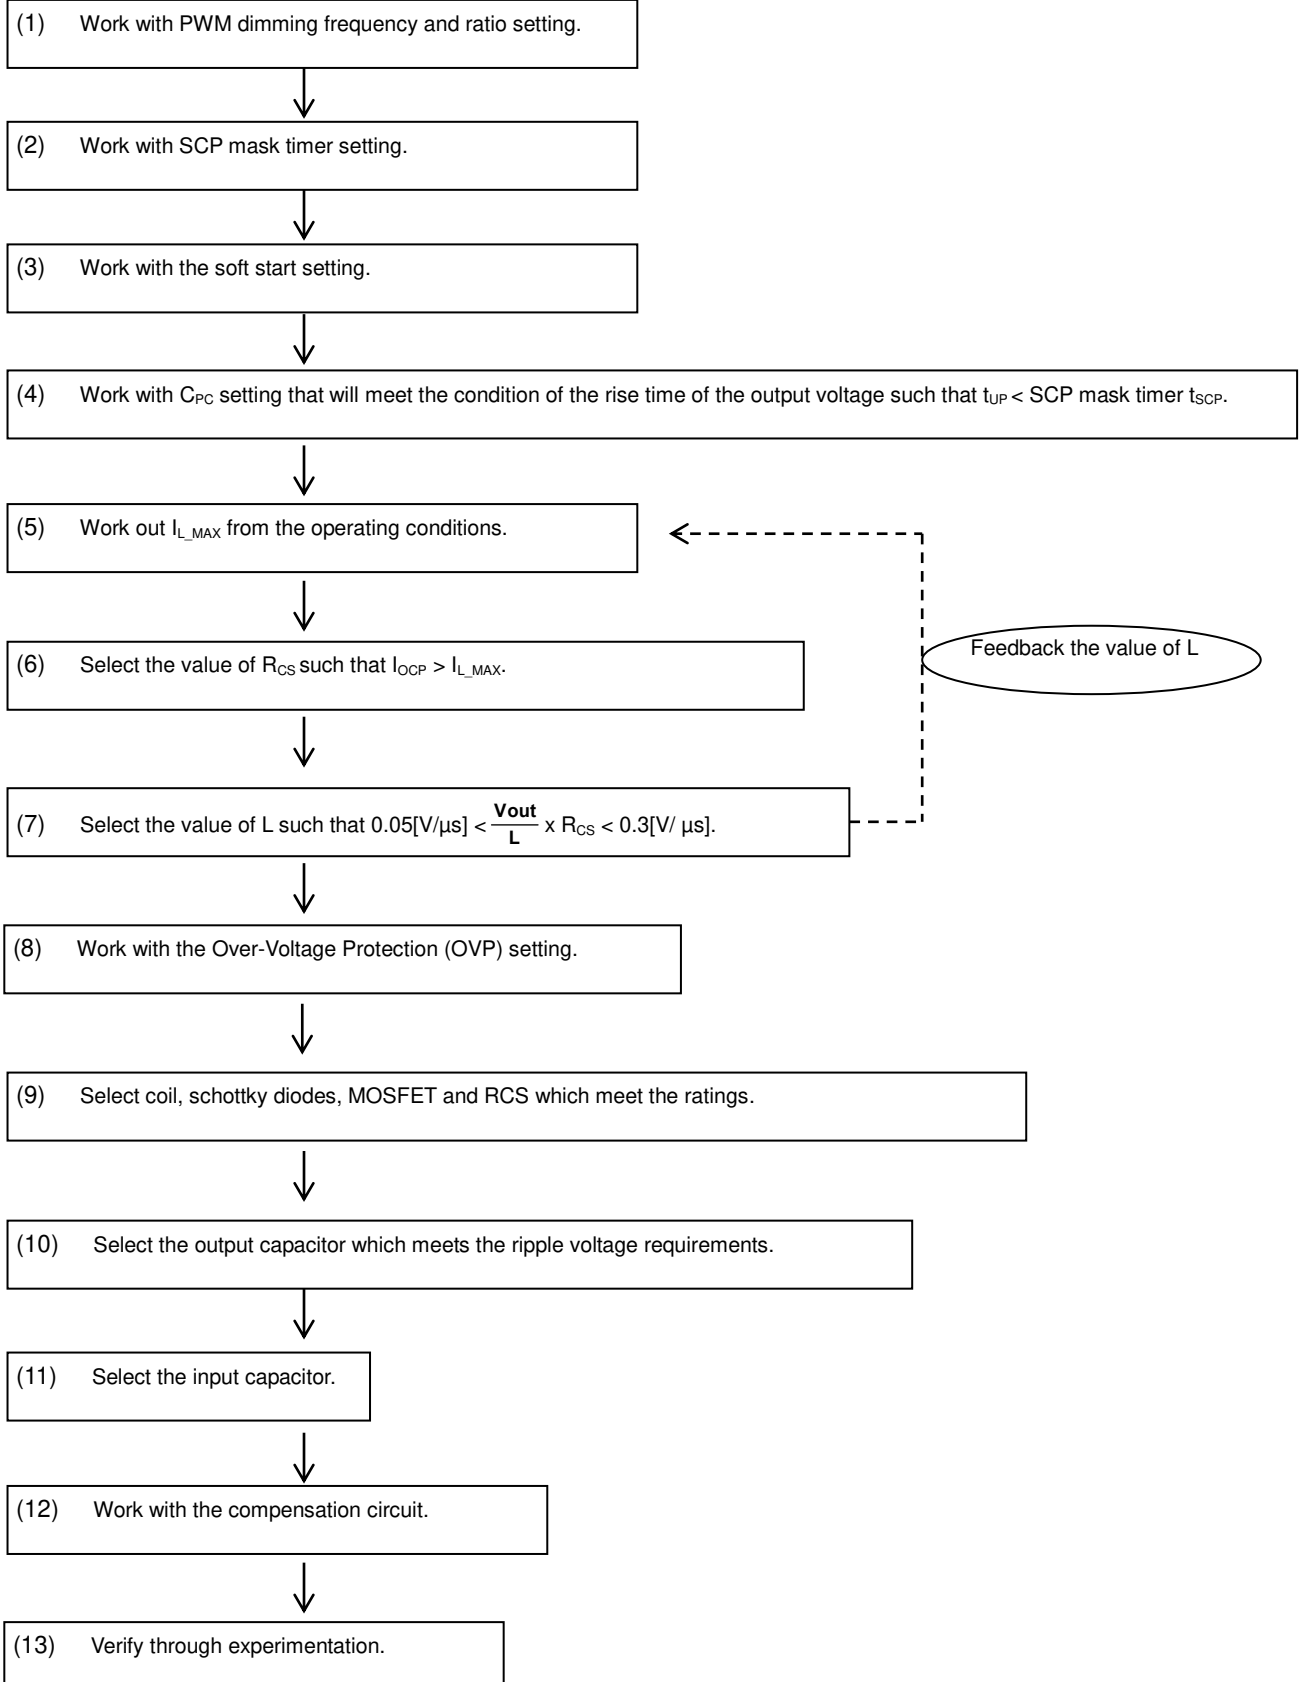 (1) Work with PWM dimming frequency and ratio setting.
(2) Work with SCP mask timer setting.
(3) Work with the soft start setting.
(4) Work with CPC setting that will meet the condition of the rise time of the output voltage such that tUP < SCP mask timer tSCP.
(5) Work out IL_MAX from the operating conditions.
(6) Select the value of RCS such that IOCP > IL_MAX.
Feedback the value of L
(7) Select the value of L such that 0.05[V/μs] < Vout/L x RCS < 0.3[V/ μs].
(8) Work with the Over-Voltage Protection (OVP) setting.
(9) Select coil, schottky diodes, MOSFET and RCS which meet the ratings.
(10) Select the output capacitor which meets the ripple voltage requirements.
(11) Select the input capacitor.
(12) Work with the compensation circuit.
(13) Verify through experimentation.